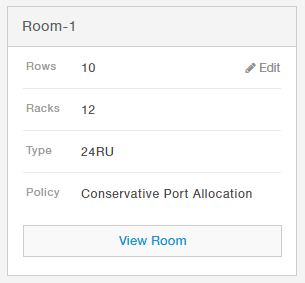 Room-1
Rows 10 Edit
Racks 12
Type 24RU
Policy Conservative Port Allocation
View Room